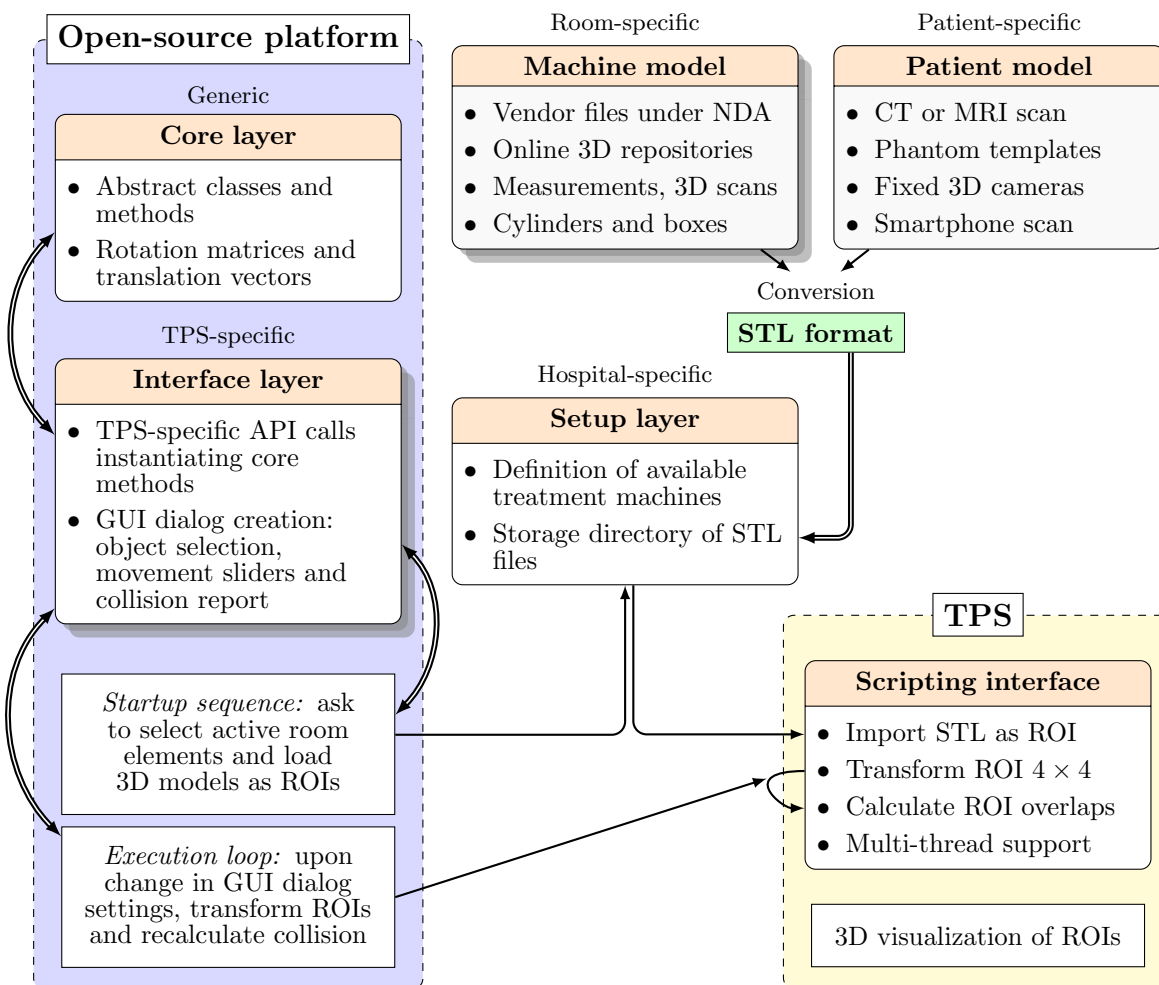 Open-source platform
Generic
Core layer
• Abstract classes and
methods
• Rotation matrices and
translation vectors
TPS-specific
Interface layer
• TPS-specific API calls
instantiating core
methods
• GUI dialog creation:
object selection,
movement sliders and
collision report
Startup sequence: ask
to select active room
elements and load
3D models as ROIs
Execution loop: upon
change in GUI dialog
settings, transform ROIs
and recalculate collision
Room-specific
Machine model
• Vendor files under NDA
• Online 3D repositories
• Measurements, 3D scans
• Cylinders and boxes
Patient-specific
Patient model
• CT or MRI scan
• Phantom templates
• Fixed 3D cameras
• Smartphone scan
Conversion
STL format
Hospital-specific
Setup layer
• Definition of available
treatment machines
• Storage directory of STL
files
TPS
Scripting interface
• Import STL as ROI
• Transform ROI 4 × 4
• Calculate ROI overlaps
• Multi-thread support
3D visualization of ROIs